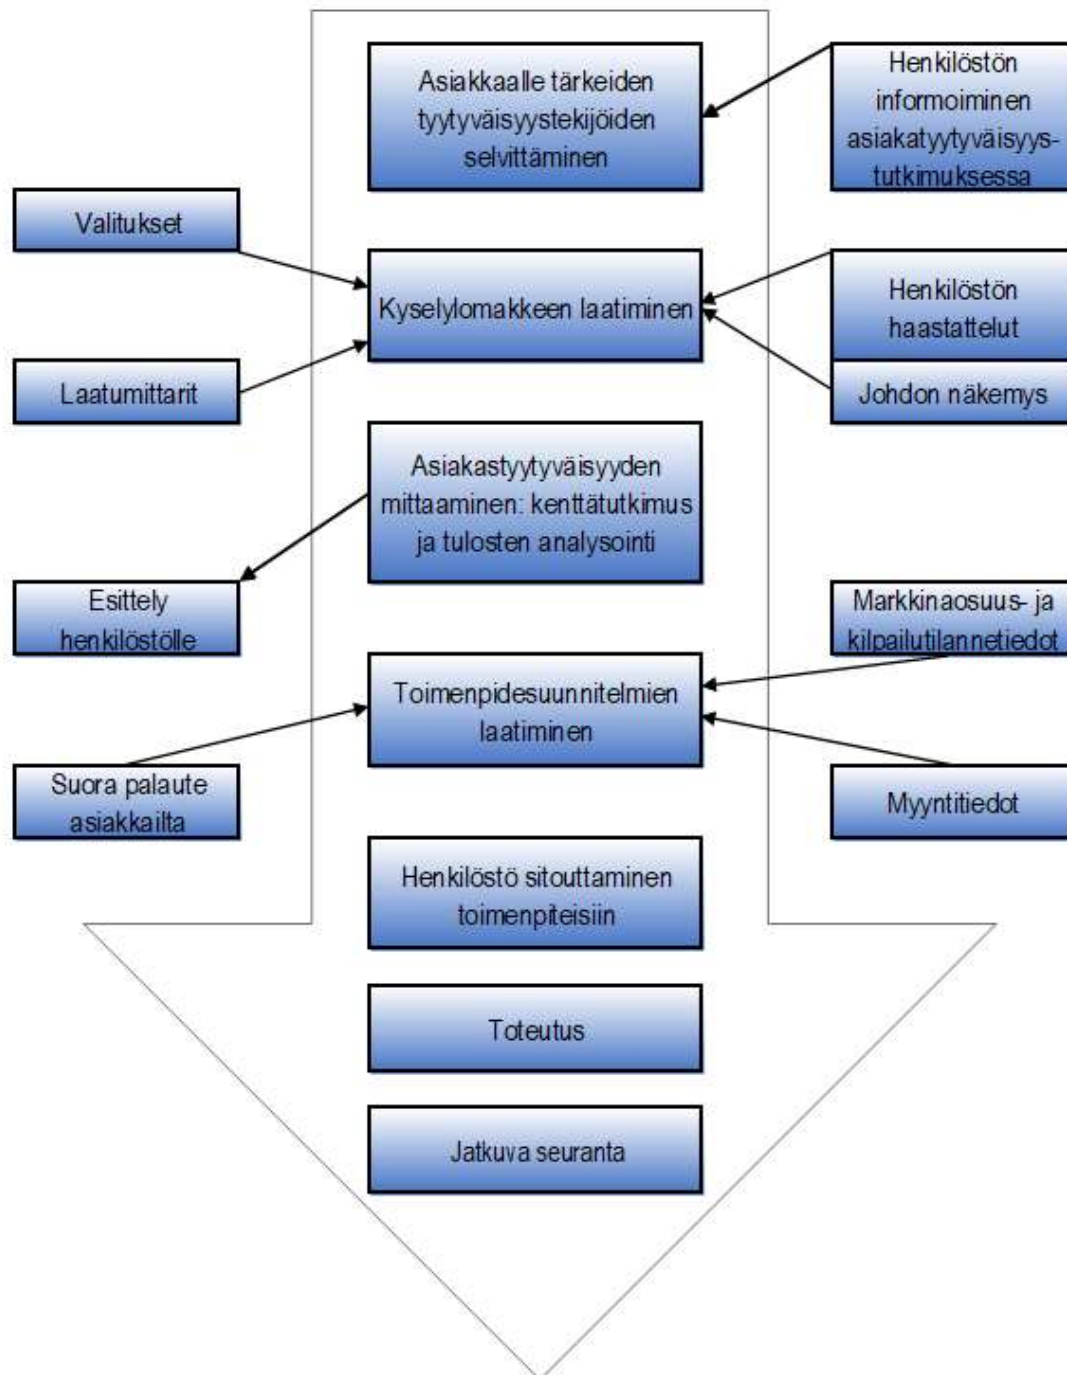 Asiakkaalle tärkeiden
tyytyväisyystekijöiden
selvittäminen
Henkilöstön
informoiminen
asiakatyytyväisyys-
tutkimuksessa
Valitukset
Kyselylomakkeen laatiminen
Henkilöstön
haastattelut
Laatumittarit
Johdon näkemys
Asiakastyytyväisyyden
mittaaminen: kenttätutkimus
ja tulosten analysointi
Esittely
henkilöstölle
Markkinaosuus- ja
kilpailutilannetiedot
Toimenpidesuunnitelmien
laatiminen
Suora palaute
asiakkailta
Myyntitiedot
Henkilöstö sitouttaminen
toimenpiteisiin
Toteutus
Jatkuva seuranta